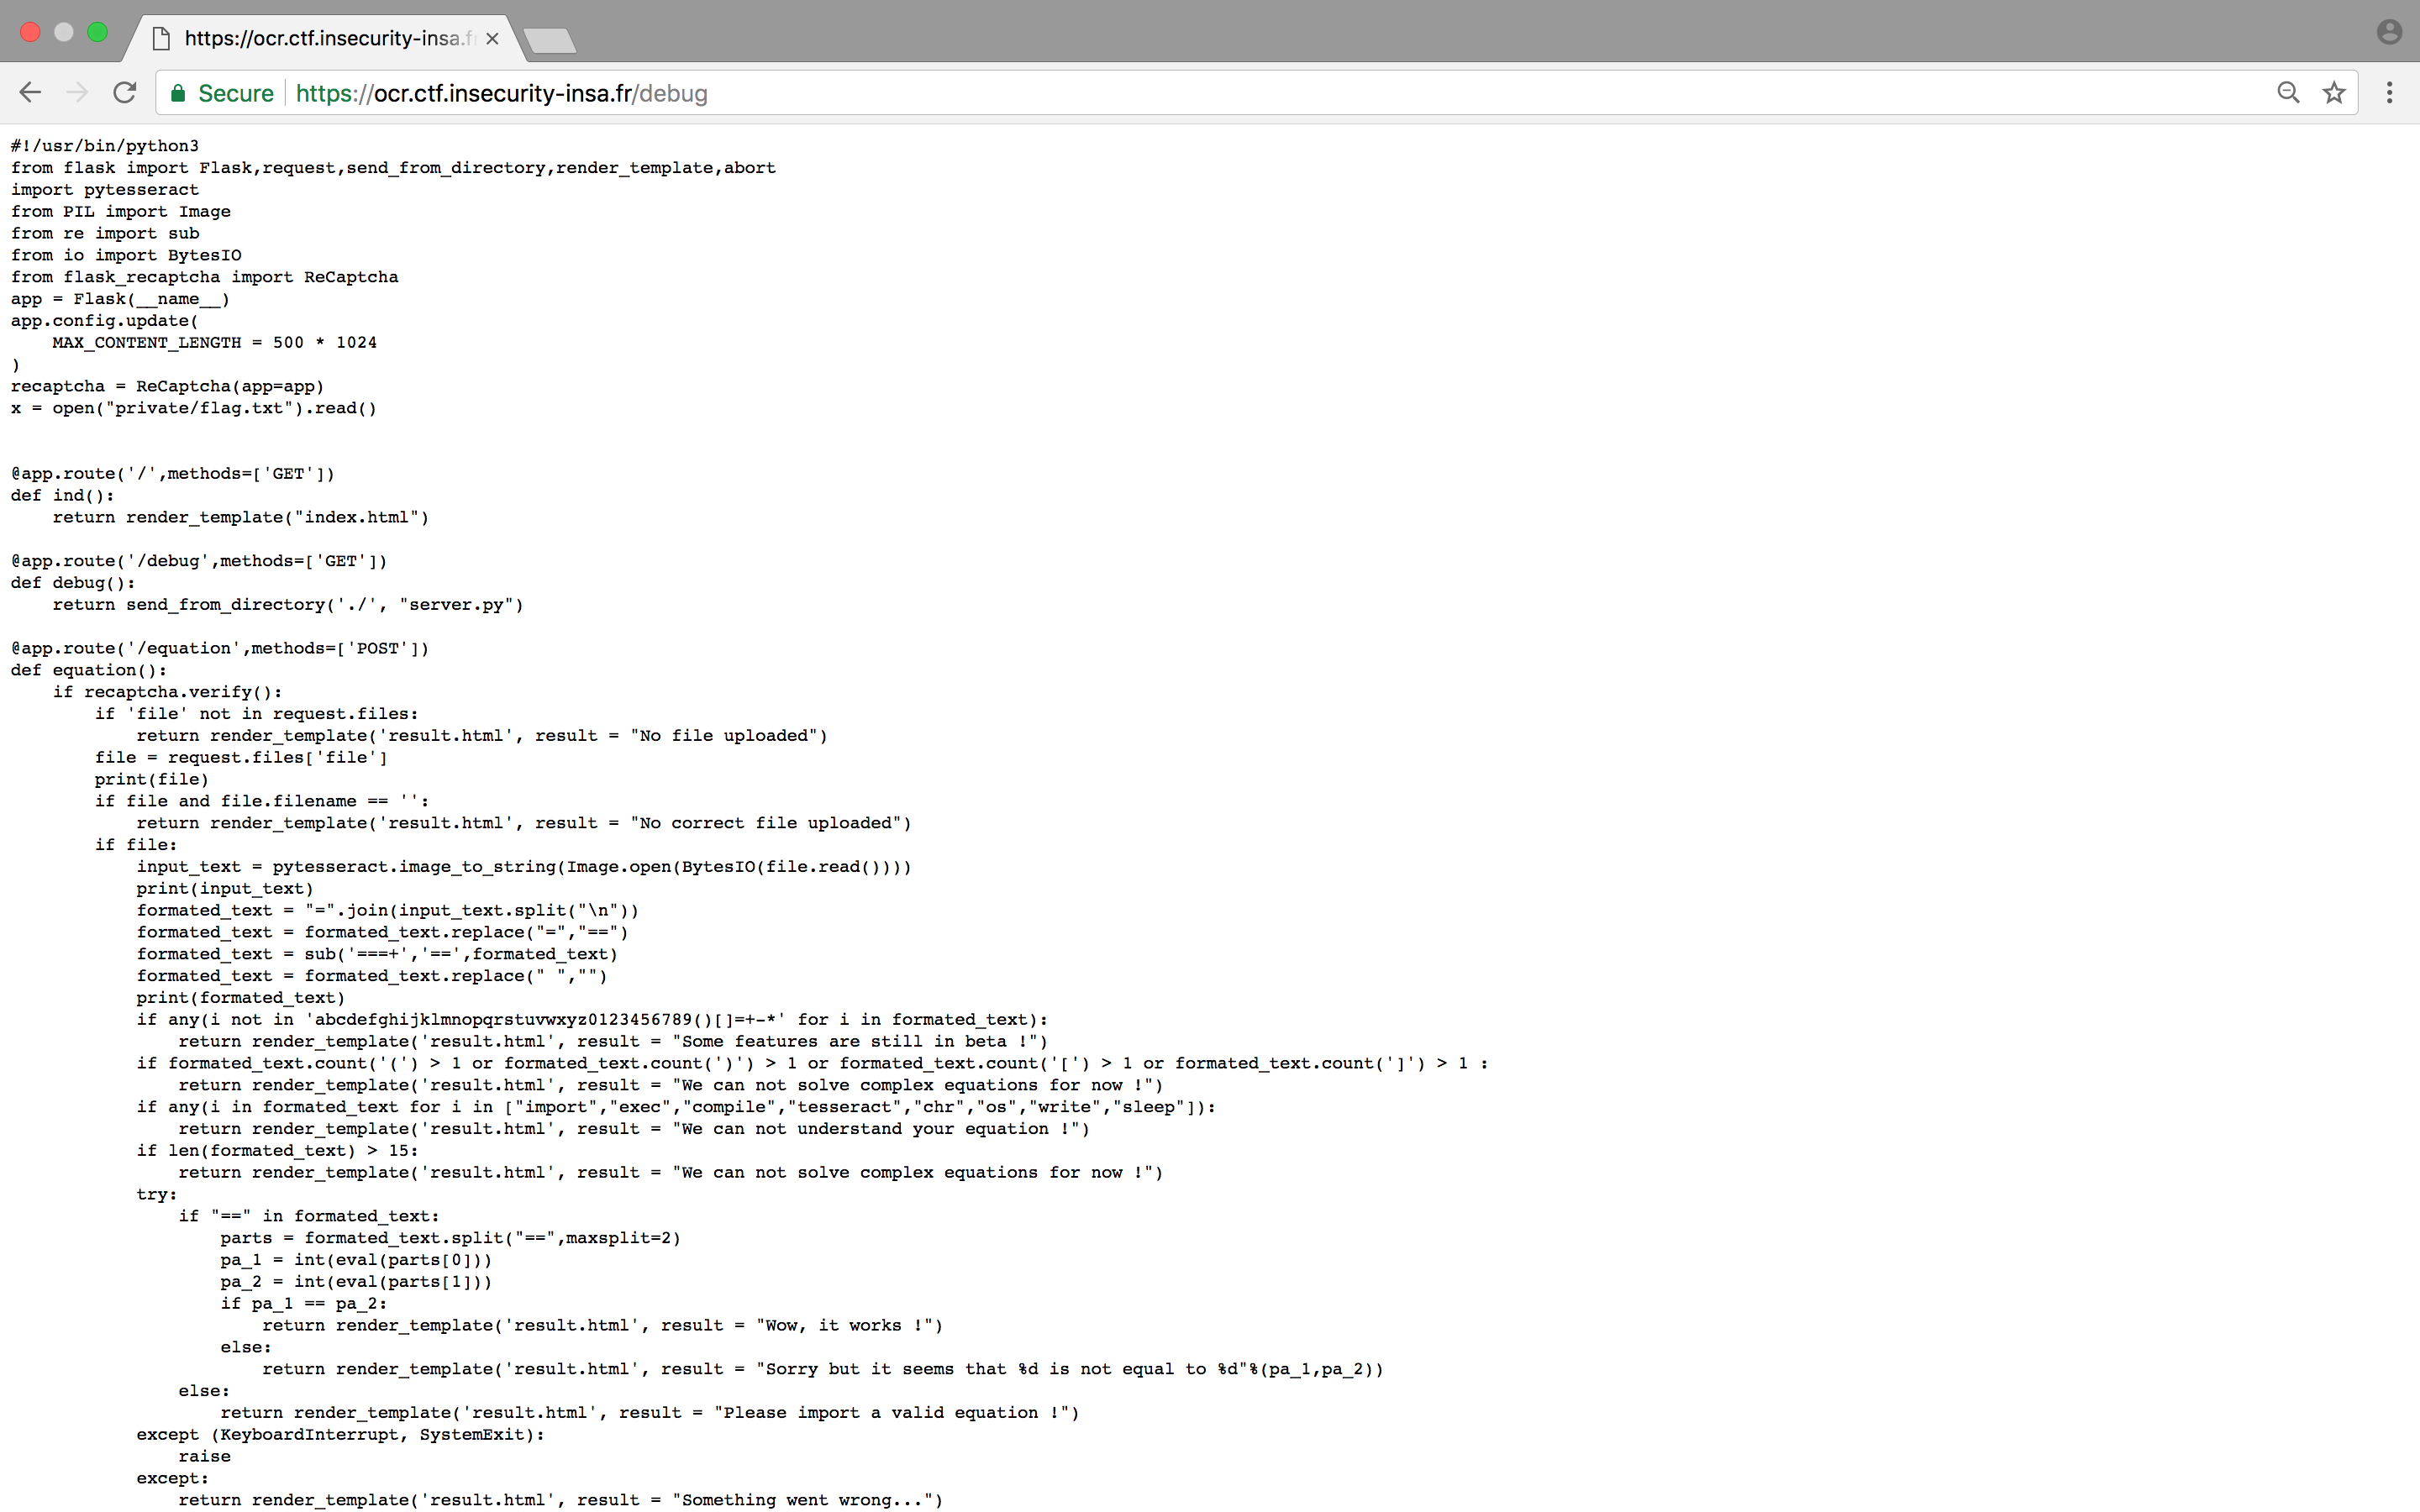 https://ocr.ctf.insecurity-insa.f
Secure https://ocr.ctf.insecurity-insa.fr/debug
#!/usr/bin/python3
from flask import Flask,request,send_from_directory,render_template,abort
import pytesseract
from PIL import Image
from re import sub
from io import BytesIO
from flask_recaptcha import ReCaptcha
app = Flask(__name__)
app.config.update(
    MAX_CONTENT_LENGTH = 500 * 1024
)
recaptcha = ReCaptcha(app=app)
x = open("private/flag.txt").read()
@app.route('/',methods=['GET'])
def ind():
    return render_template("index.html")
@app.route('/debug',methods=['GET'])
def debug():
    return send_from_directory('./', "server.py")
@app.route('/equation',methods=['POST'])
def equation():
    if recaptcha.verify():
        if 'file' not in request.files:
            return render_template('result.html', result = "No file uploaded")
        file = request.files['file']
        print(file)
        if file and file.filename == '':
            return render_template('result.html', result = "No correct file uploaded")
        if file:
            input_text = pytesseract.image_to_string(Image.open(BytesIO(file.read())))
            print(input_text)
            formated_text = "=".join(input_text.split("\n"))
            formated_text = formated_text.replace("=","==")
            formated_text = sub('===+','==',formated_text)
            formated_text = formated_text.replace(" ","")
            print(formated_text)
            if any(i not in 'abcdefghijklmnopqrstuvwxyz0123456789()[]=+-*' for i in formated_text):
                return render_template('result.html', result = "Some features are still in beta !")
            if formated_text.count('(') > 1 or formated_text.count(')') > 1 or formated_text.count('[') > 1 or formated_text.count(']') > 1 :
                return render_template('result.html', result = "We can not solve complex equations for now !")
            if any(i in formated_text for i in ["import","exec","compile","tesseract","chr","os","write","sleep"]):
                return render_template('result.html', result = "We can not understand your equation !")
            if len(formated_text) > 15:
                return render_template('result.html', result = "We can not solve complex equations for now !")
            try:
                if "==" in formated_text:
                    parts = formated_text.split("==",maxsplit=2)
                    pa_1 = int(eval(parts[0]))
                    pa_2 = int(eval(parts[1]))
                    if pa_1 == pa_2:
                        return render_template('result.html', result = "Wow, it works !")
                    else:
                        return render_template('result.html', result = "Sorry but it seems that %d is not equal to %d"%(pa_1,pa_2))
                else:
                    return render_template('result.html', result = "Please import a valid equation !")
            except (KeyboardInterrupt, SystemExit):
                raise
            except:
                return render_template('result.html', result = "Something went wrong...")